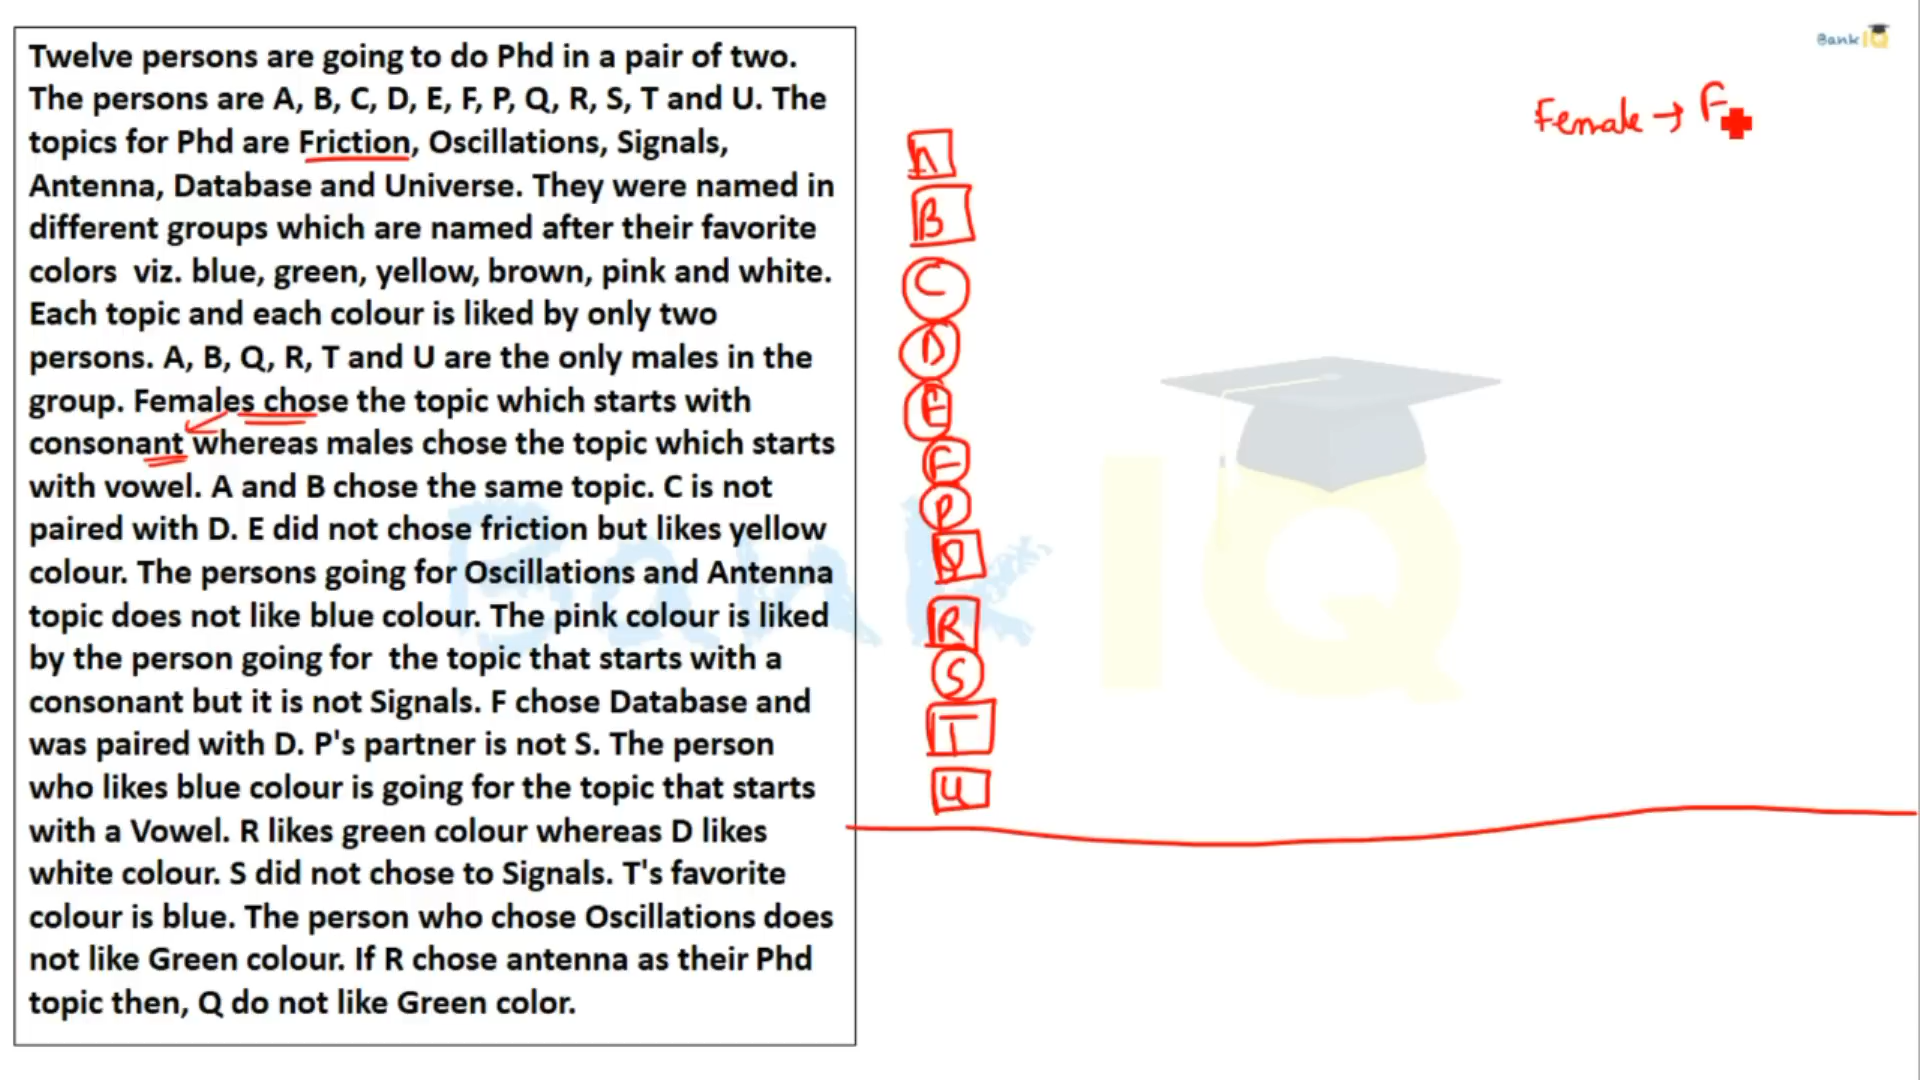 Twelve persons are going to do Phd in a pair of two.
The persons are A, B, C, D, E, F, P, Q, R, S, T and U. The
topics for Phd are Friction, Oscillations, Signals,
Antenna, Database and Universe. They were named in
different groups which are named after their favorite
colors viz. blue, green, yellow, brown, pink and white.
Each topic and each colour is liked by only two
persons. A, B, Q, R, T and U are the only males in the
group. Females chose the topic which starts with
consonant whereas males chose the topic which starts
with vowel. A and B chose the same topic. C is not
paired with D. E did not chose friction but likes yellow
colour. The persons going for Oscillations and Antenna
topic does not like blue colour. The pink colour is liked
by the person going for the topic that starts with a
consonant but it is not Signals. F chose Database and
was paired with D. P's partner is not S. The person
who likes blue colour is going for the topic that starts
with a Vowel. R likes green colour whereas D likes
white colour. S did not chose to Signals. T's favorite
colour is blue. The person who chose Oscillations does
not like Green colour. If R chose antenna as their Phd
topic then, Q do not like Green color.
A
B
C
D
E
F
P
Q
R
S
T
U
Female → F
Bank IQ
Bank IQ